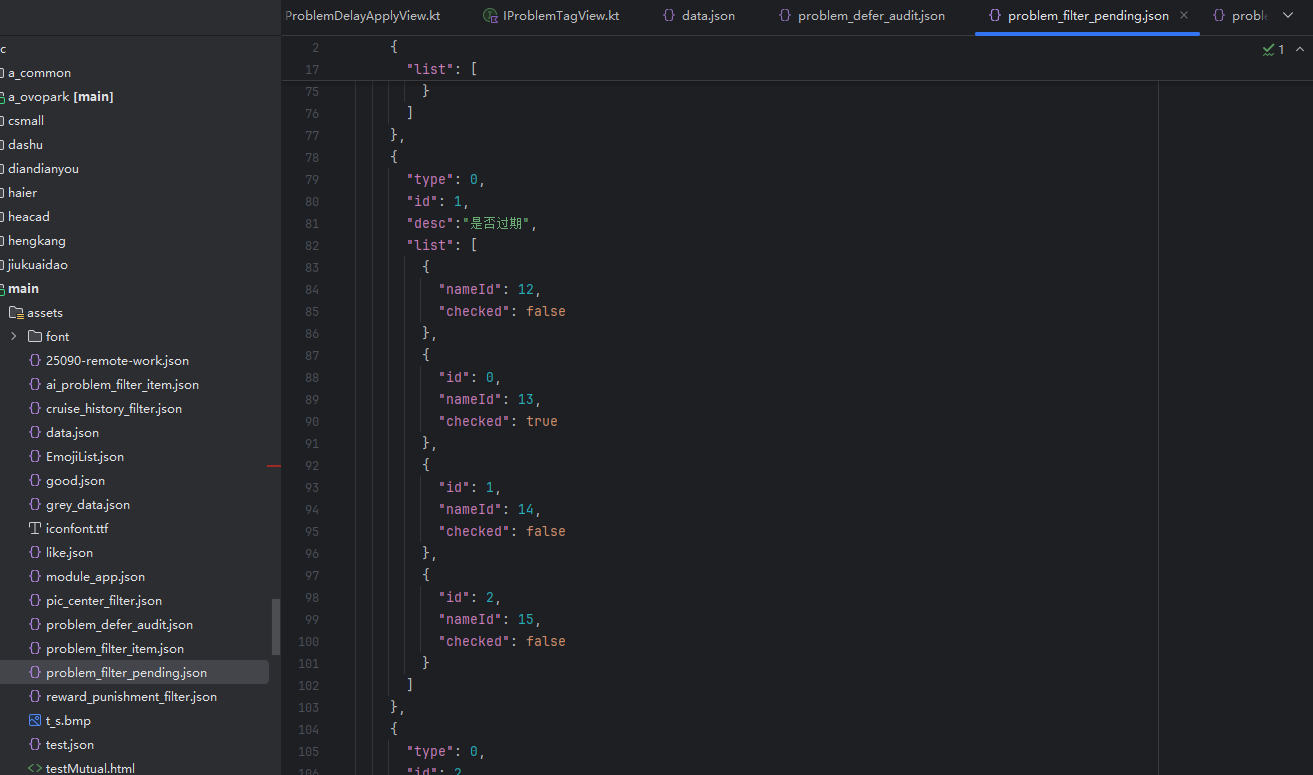 ProblemDelayApplyView.kt
IProblemTagView.kt
data.json
problem_defer_audit.json
problem_filter_pending.json
proble
c
a_common
a_ovopark [main]
csmall
dashu
diandianyou
haier
heacad
hengkang
jiukuaidao
main
assets
font
25090-remote-work.json
ai_problem_filter_item.json
cruise_history_filter.json
data.json
EmojiList.json
good.json
grey_data.json
iconfont.ttf
like.json
module_app.json
pic_center_filter.json
problem_defer_audit.json
problem_filter_item.json
problem_filter_pending.json
reward_punishment_filter.json
t_s.bmp
test.json
testMutual.html
1
2 {
17 "list": [
75 }
76 ]
77 },
78 {
79 "type": 0,
80 "id": 1,
81 "desc":"是否过期",
82 "list": [
83 {
84 "nameId": 12,
85 "checked": false
86 },
87 {
88 "id": 0,
89 "nameId": 13,
90 "checked": true
91 },
92 {
93 "id": 1,
94 "nameId": 14,
95 "checked": false
96 },
97 {
98 "id": 2,
99 "nameId": 15,
100 "checked": false
101 }
102 ]
103 },
104 {
105 "type": 0,
106 "id": 2